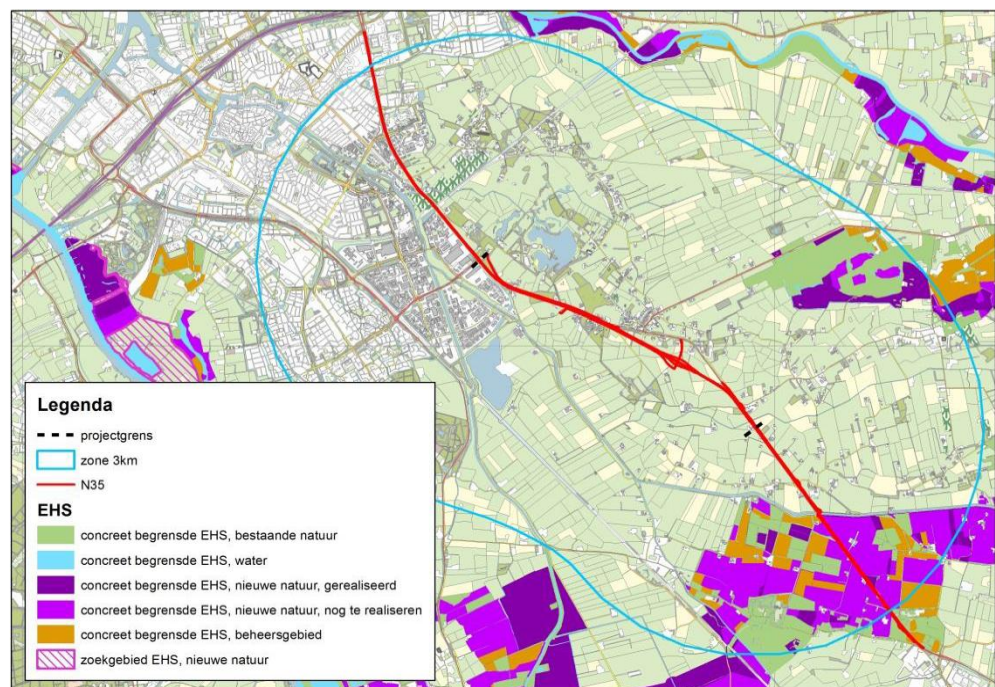 Legenda
projectgrens
zone 3km
N35
EHS
concreet begrensde EHS, bestaande natuur
concreet begrensde EHS, water
concreet begrensde EHS, nieuwe natuur, gerealiseerd
concreet begrensde EHS, nieuwe natuur, nog te realiseren
concreet begrensde EHS, beheersgebied
zoekgebied EHS, nieuwe natuur